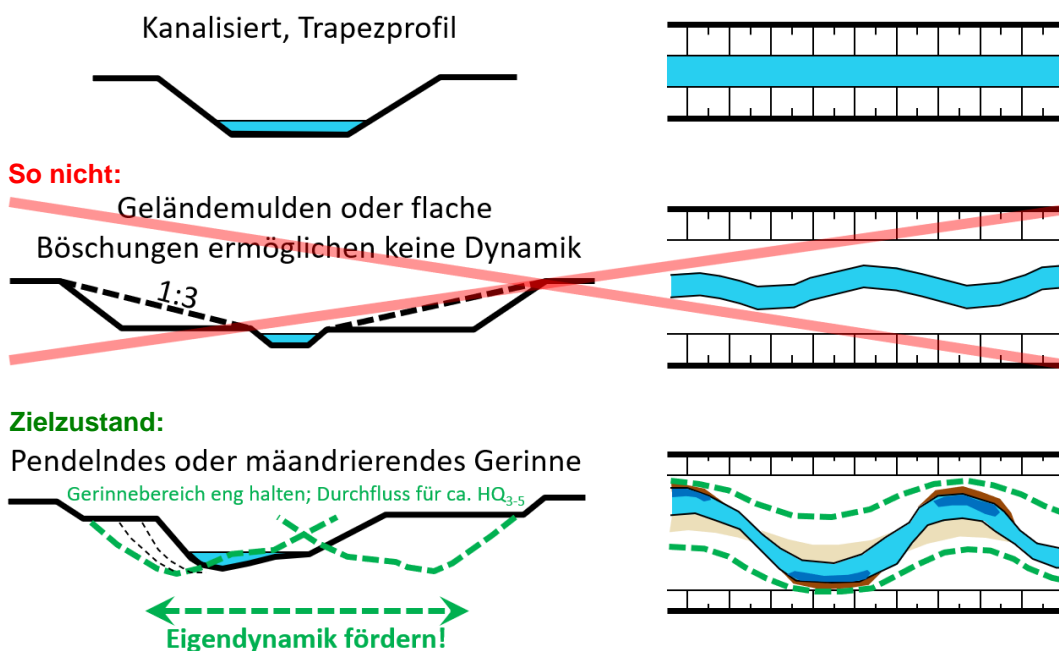 Kanalisiert, Trapezprofil
So nicht:
Geländemulden oder flache
Böschungen ermöglichen keine Dynamik
1:3
Zielzustand:
Pendelndes oder mäandrierendes Gerinne
Gerinnebereich eng halten; Durchfluss für ca. HQ₃₋₅
Eigendynamik fördern!